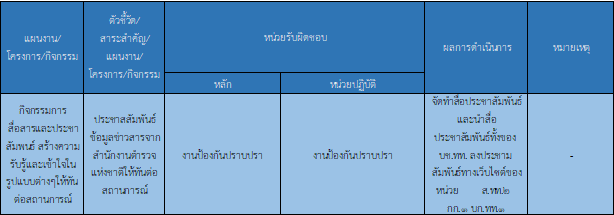 แผนงาน/
โครงการ/กิจกรรม
ตัวชี้วัด/
สาระสำคัญ/
แผนงาน/
โครงการ/กิจกรรม
หน่วยรับผิดชอบ
หลัก
หน่วยปฏิบัติ
ผลการดำเนินการ
หมายเหตุ
กิจกรรมการ
สื่อสารและประชา
สัมพนธ์ สร้างความ
รับรู้และเข้าใจใน
รูปแบบต่างๆให้ทัน
ต่อสถานการณ์
ประชาสัมพันธ์
ข้อมูลข่าวสารจาก
สำนักงานตำรวจ
แห่งชาติให้ทันต่อ
สถานการณ์
งานป้องกันปราบปรา
งานป้องกันปราบปรา
จัดทำสื่อประชาสัมพันธ์
และนำสื่อ
ประชาสัมพันธ์ทั้งของ
บช.ทท. ลงประชาม
สัมพันธ์ทางเว็บไซต์ของ
หน่วย ส.ทท.๒
กก.๑ บก.ทท.๑
-